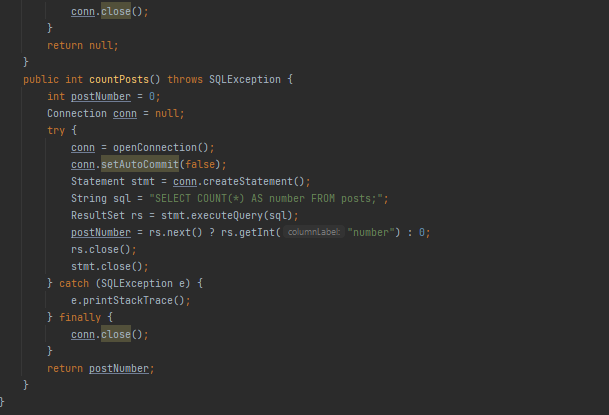 conn.close();
}
return null;
}
public int countPosts() throws SQLException {
int postNumber = 0;
Connection conn = null;
try {
conn = openConnection();
conn.setAutoCommit(false);
Statement stmt = conn.createStatement();
String sql = "SELECT COUNT(*) AS number FROM posts;";
ResultSet rs = stmt.executeQuery(sql);
postNumber = rs.next() ? rs.getInt( columnLabel: "number") : 0;
rs.close();
stmt.close();
} catch (SQLException e) {
e.printStackTrace();
} finally {
conn.close();
}
return postNumber;
}
}